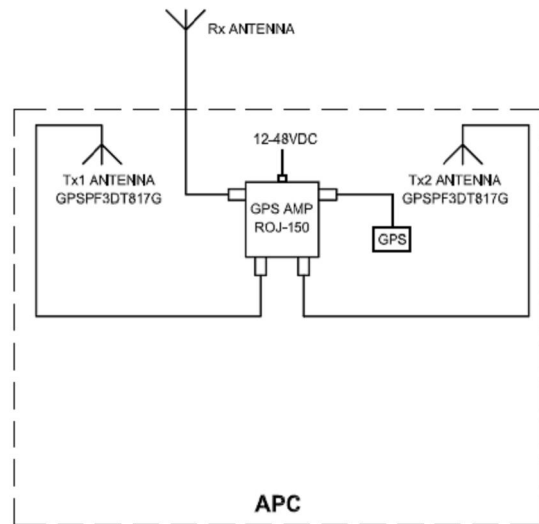 Rx ANTENNA
12-48VDC
Tx1 ANTENNA
GPSPF3DT817G
GPS AMP
ROJ-150
Tx2 ANTENNA
GPSPF3DT817G
GPS
APC